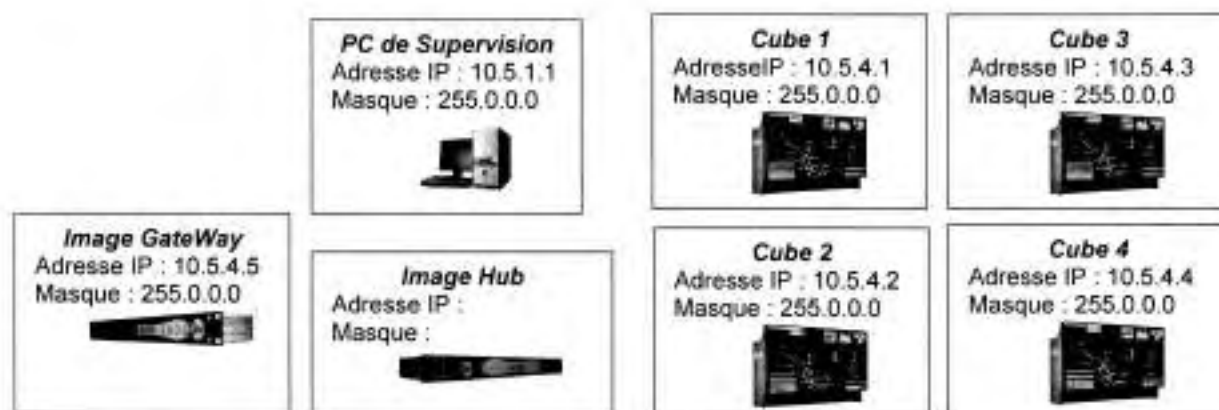 PC de Supervision
Adresse IP : 10.5.1.1
Masque : 255.0.0.0
Cube 1
AdresseIP : 10.5.4.1
Masque : 255.0.0.0
Cube 3
Adresse IP : 10.5.4.3
Masque : 255.0.0.0
Image GateWay
Adresse IP : 10.5.4.5
Masque : 255.0.0.0
Image Hub
Adresse IP :
Masque :
Cube 2
Adresse IP : 10.5.4.2
Masque : 255.0.0.0
Cube 4
Adresse IP : 10.5.4.4
Masque : 255.0.0.0